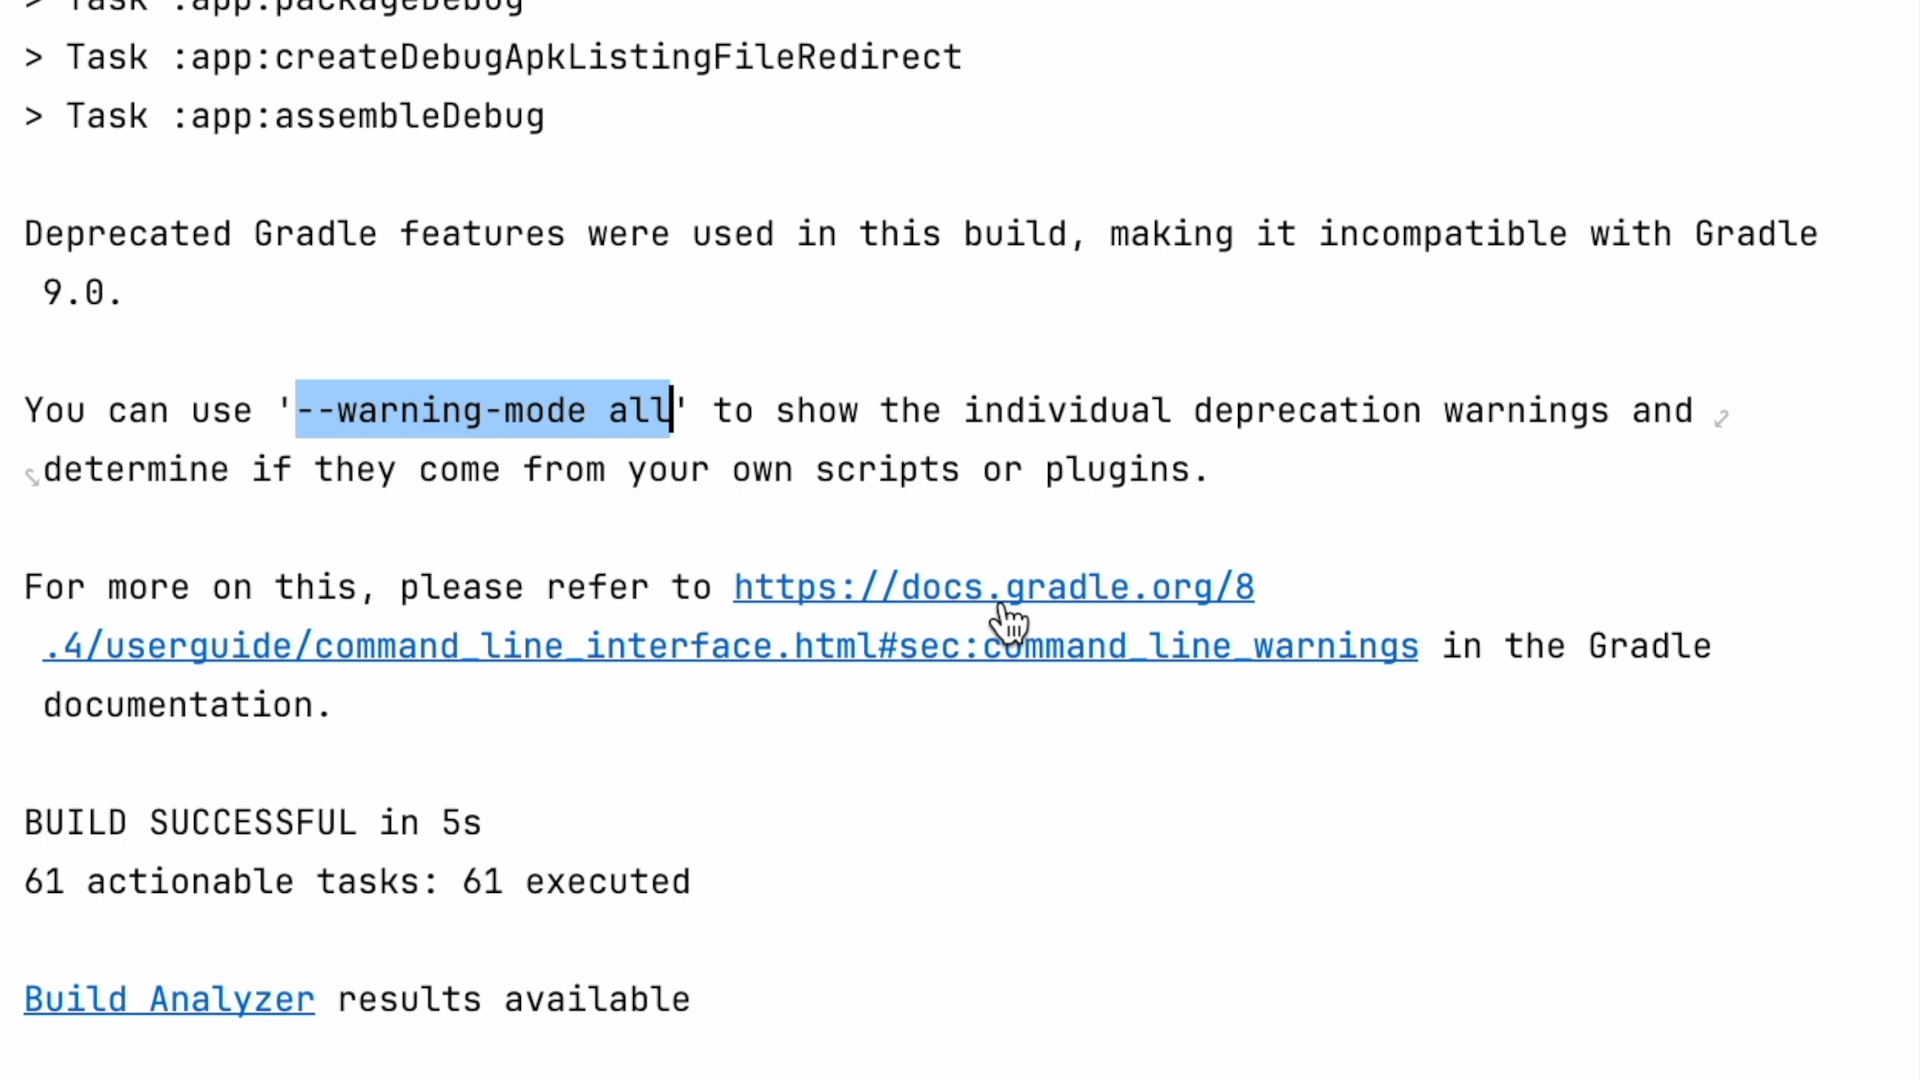 > Task :app:packageDebug
> Task :app:createDebugApkListingFileRedirect
> Task :app:assembleDebug
Deprecated Gradle features were used in this build, making it incompatible with Gradle
9.0.
You can use '--warning-mode all' to show the individual deprecation warnings and
determine if they come from your own scripts or plugins.
For more on this, please refer to https://docs.gradle.org/8
.4/userguide/command_line_interface.html#sec:command_line_warnings in the Gradle
documentation.
BUILD SUCCESSFUL in 5s
61 actionable tasks: 61 executed
Build Analyzer results available